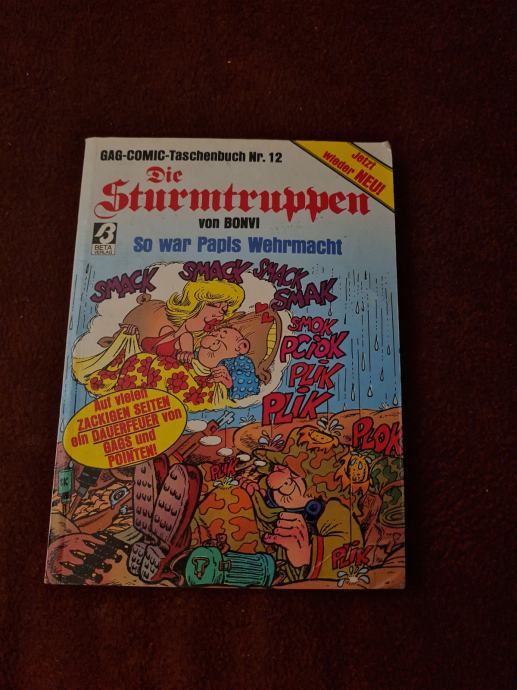 GAG-COMIC-Taschenbuch Nr. 12
Jetzt
wieder NEU!
Die
Sturmtruppen
von BONVI
BETA
VERLAG
So war Papis Wehrmacht
SMACK
SMACK
SMACK
SMAK
SMOK
PCIOK
PLIK
PLIK
Auf vielen
ZACKIGEN SEITEN
ein DAUERFEUER von
GAGS und
POINTEN!
PLOK
PLIK
PLIK